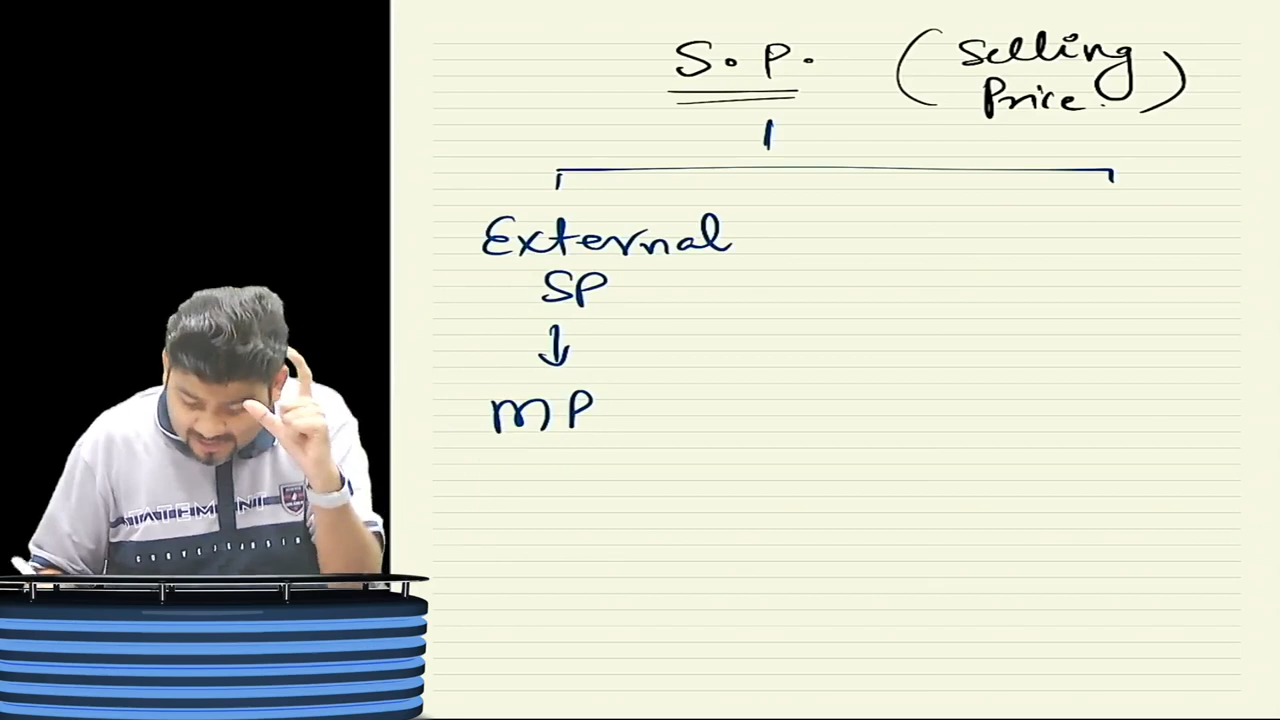 S.P. (Selling Price.)
External
SP
↓
MP
STATEMENT